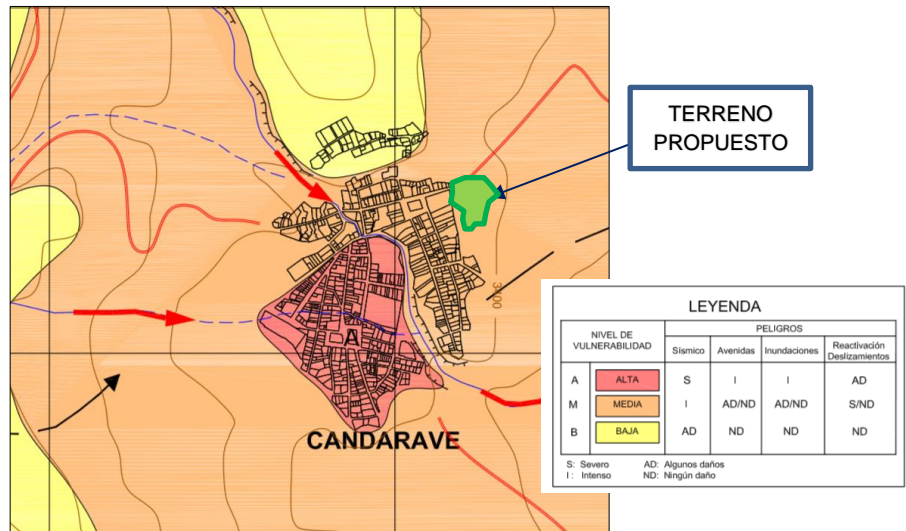 TERRENO
PROPUESTO
A
3000
CANDARAVE
LEYENDA
NIVEL DE VULNERABILIDAD
PELIGROS
Sísmico Avenidas Inundaciones Reactivación Deslizamientos
A ALTA S I I AD
M MEDIA I AD/ND AD/ND S/ND
B BAJA AD ND ND ND
S: Severo AD: Algunos daños
I : Intenso ND: Ningún daño